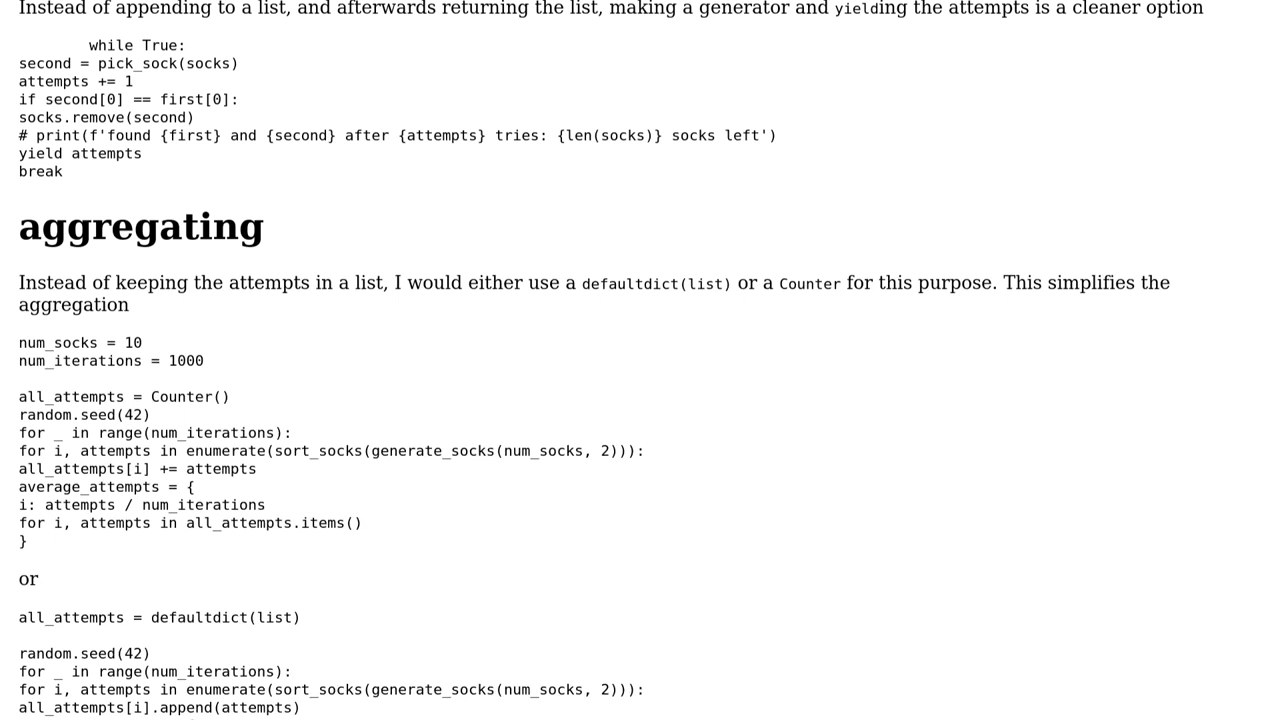 Instead of appending to a list, and afterwards returning the list, making a generator and yielding the attempts is a cleaner option
while True:
second = pick_sock(socks)
attempts += 1
if second[0] == first[0]:
socks.remove(second)
# print(f'found {first} and {second} after {attempts} tries: {len(socks)} socks left')
yield attempts
break
aggregating
Instead of keeping the attempts in a list, I would either use a defaultdict(list) or a Counter for this purpose. This simplifies the
aggregation
num_socks = 10
num_iterations = 1000
all_attempts = Counter()
random.seed(42)
for _ in range(num_iterations):
for i, attempts in enumerate(sort_socks(generate_socks(num_socks, 2))):
all_attempts[i] += attempts
average_attempts = {
i: attempts / num_iterations
for i, attempts in all_attempts.items()
}
or
all_attempts = defaultdict(list)
random.seed(42)
for _ in range(num_iterations):
for i, attempts in enumerate(sort_socks(generate_socks(num_socks, 2))):
all_attempts[i].append(attempts)